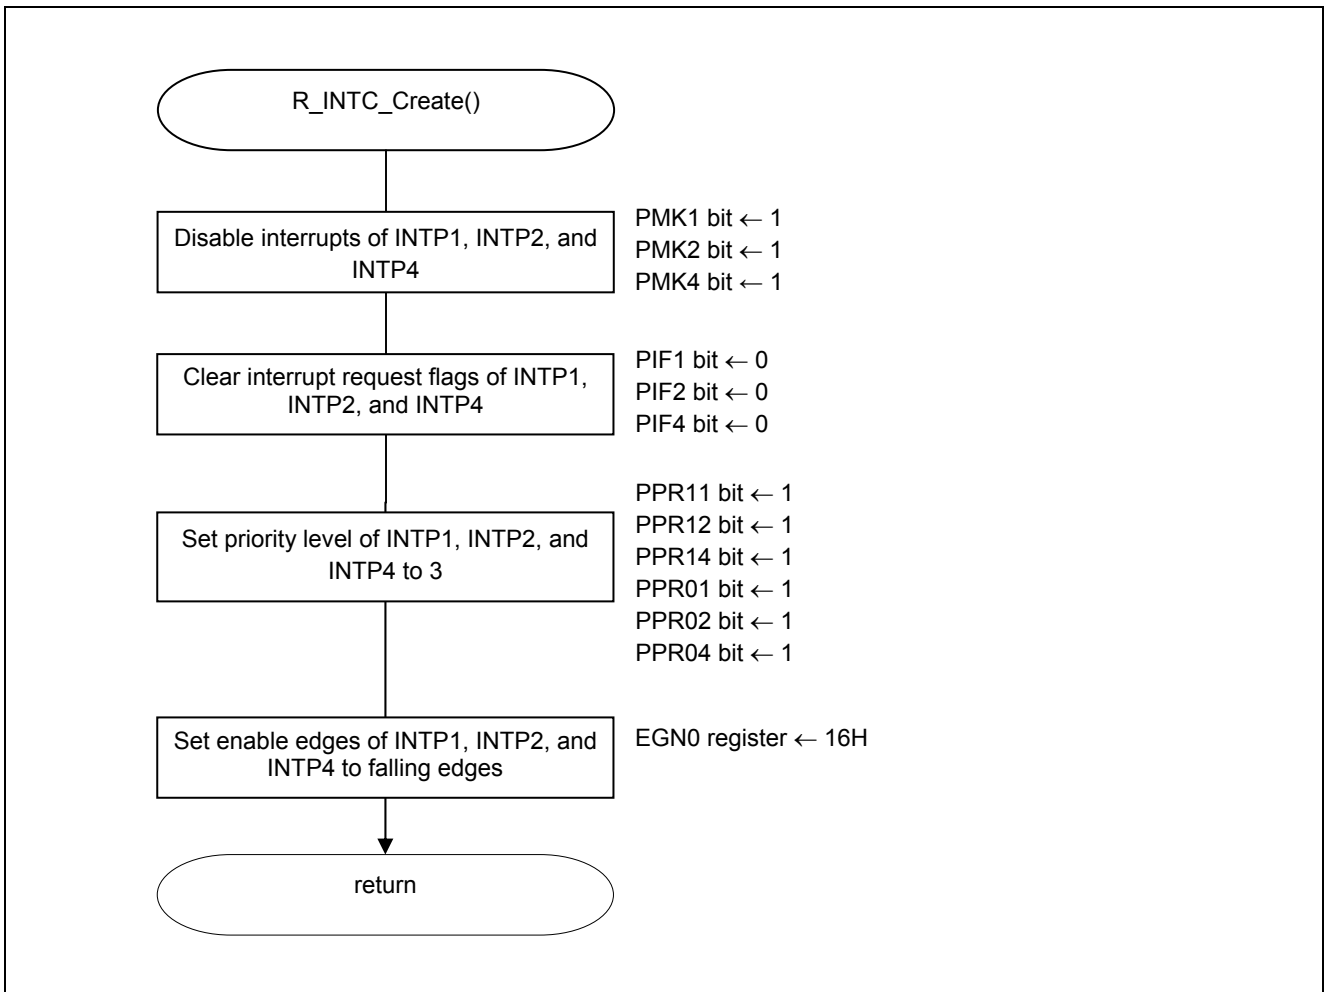 R_INTC_Create()
Disable interrupts of INTP1, INTP2, and
INTP4
PMK1 bit ← 1
PMK2 bit ← 1
PMK4 bit ← 1
Clear interrupt request flags of INTP1,
INTP2, and INTP4
PIF1 bit ← 0
PIF2 bit ← 0
PIF4 bit ← 0
Set priority level of INTP1, INTP2, and
INTP4 to 3
PPR11 bit ← 1
PPR12 bit ← 1
PPR14 bit ← 1
PPR01 bit ← 1
PPR02 bit ← 1
PPR04 bit ← 1
Set enable edges of INTP1, INTP2, and
INTP4 to falling edges
EGN0 register ← 16H
return